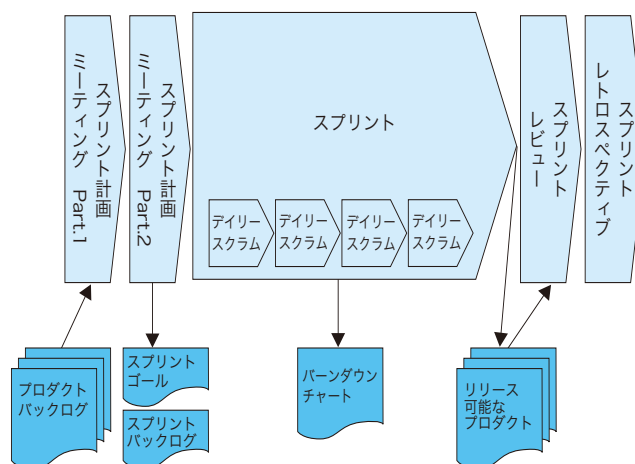 スプリント計画
ミーティング Part.1
スプリント計画
ミーティング Part.2
スプリント
デイリー
スクラム
デイリー
スクラム
デイリー
スクラム
デイリー
スクラム
スプリント
レビュー
スプリント
レトロスペクティブ
プロダクト
バックログ
スプリント
ゴール
スプリント
バックログ
バーンダウン
チャート
リリース
可能な
プロダクト